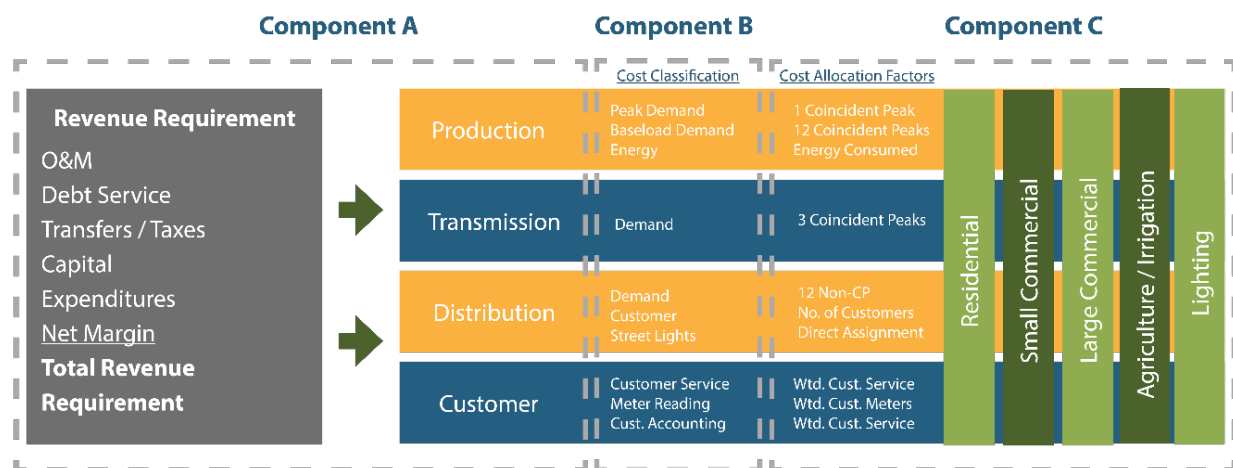 Component A
Component B
Component C
Cost Classification
Cost Allocation Factors
Revenue Requirement
O&M
Debt Service
Transfers / Taxes
Capital
Expenditures
Net Margin
Total Revenue
Requirement
Production
Peak Demand
Baseload Demand
Energy
1 Coincident Peak
12 Coincident Peaks
Energy Consumed
Transmission
Demand
3 Coincident Peaks
Distribution
Demand
Customer
Street Lights
12 Non-CP
No. of Customers
Direct Assignment
Customer
Customer Service
Meter Reading
Cust. Accounting
Wtd. Cust. Service
Wtd. Cust. Meters
Wtd. Cust. Service
Residential
Small Commercial
Large Commercial
Agriculture / Irrigation
Lighting